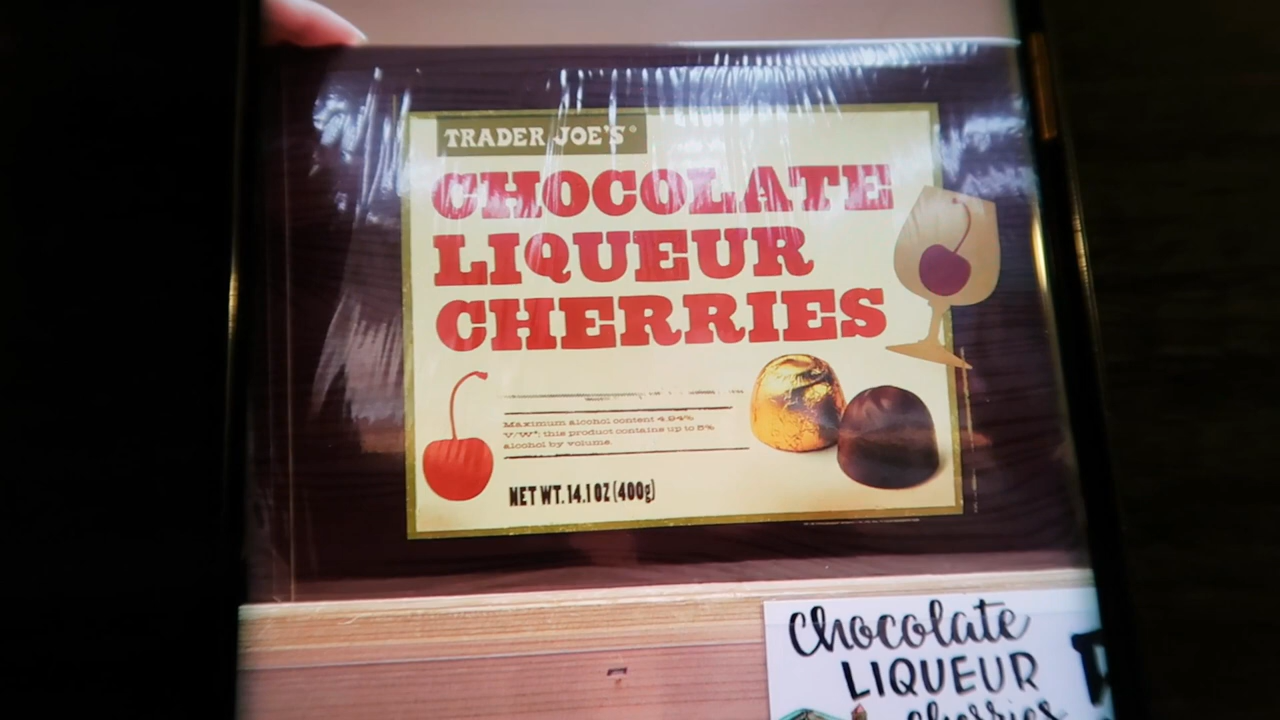 TRADER JOE'S®
CHOCOLATE
LIQUEUR
CHERRIES
Maximum alcohol content 4.94%
V/W*; this product contains up to 5%
alcohol by volume.
NET WT. 14.1 OZ (400g)
Chocolate
LIQUEUR
cherries